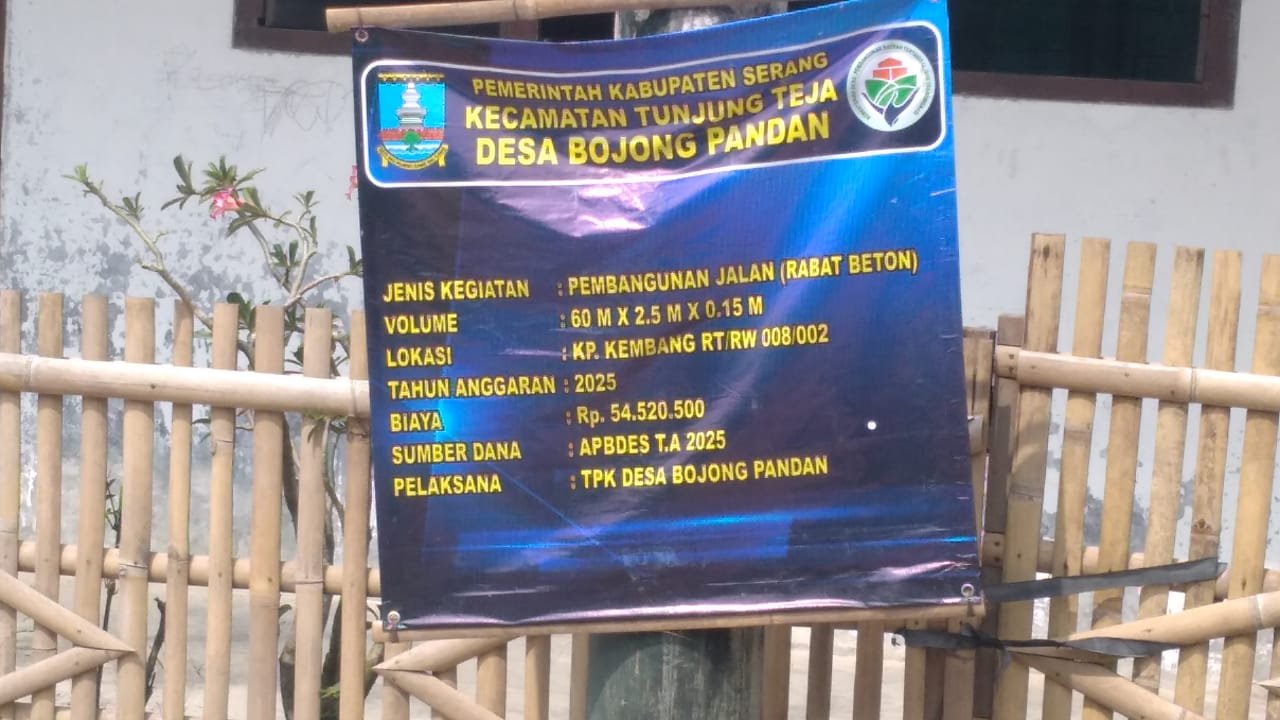 PEMERINTAH KABUPATEN SERANG
KECAMATAN TUNJUNG TEJA
DESA BOJONG PANDAN
JENIS KEGIATAN : PEMBANGUNAN JALAN (RABAT BETON)
VOLUME : 60 M X 2.5 M X 0.15 M
LOKASI : KP. KEMBANG RT/RW 008/002
TAHUN ANGGARAN : 2025
BIAYA : Rp. 54.520.500
SUMBER DANA : APBDES T.A 2025
PELAKSANA : TPK DESA BOJONG PANDAN